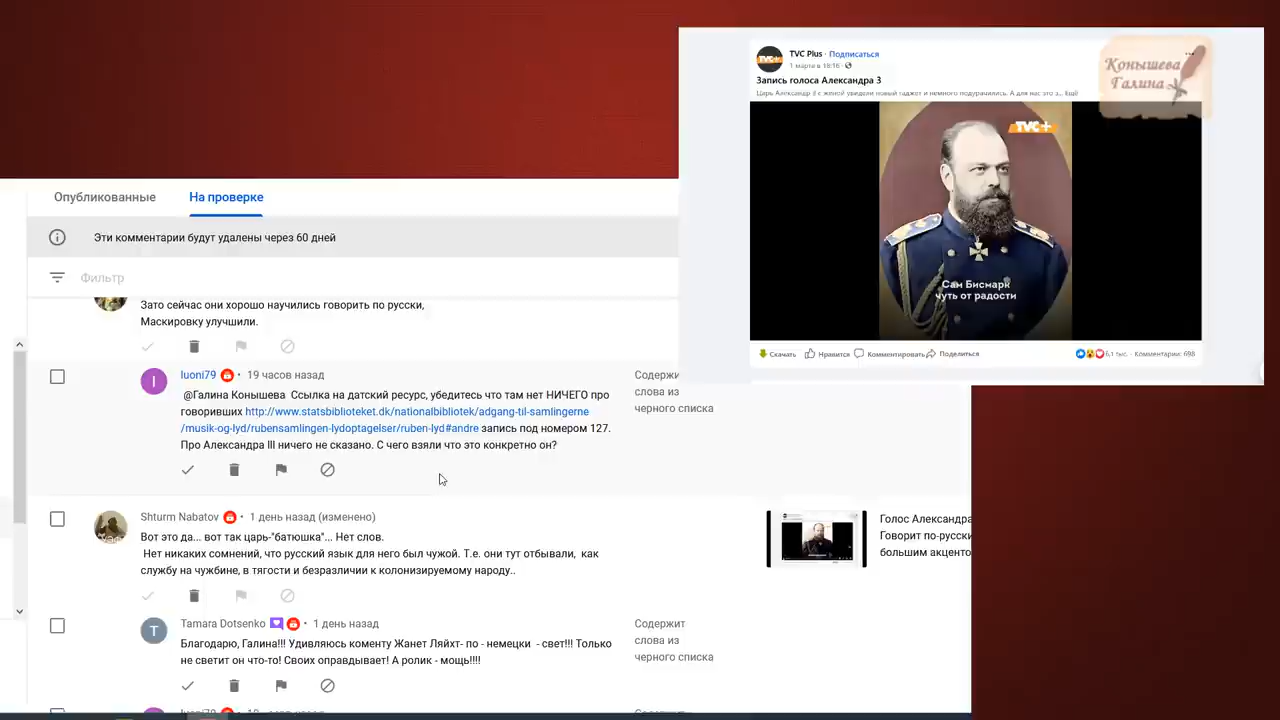 TVC Plus · Подписаться
1 марта в 18:16 ·
Запись голоса Александра 3
Царь Александр 3 с женой увидели новый гаджет и немного подурачились. А для нас это з... Ещё
Конышева
Галина
TVC+
Сам Бисмарк
чуть от радости
Скачать Нравится Комментировать Поделиться
6,1 тыс. · Комментарии: 698
Опубликованные На проверке
Эти комментарии будут удалены через 60 дней
Фильтр
Зато сейчас они хорошо научились говорить по русски,
Маскировку улучшили.
luoni79 • 19 часов назад
@Галина Конышева Ссылка на датский ресурс, убедитесь что там нет НИЧЕГО про
говоривших http://www.statsbiblioteket.dk/nationalbibliotek/adgang-til-samlingerne
/musik-og-lyd/rubensamlingen-lydoptagelser/ruben-lyd#andre запись под номером 127.
Про Александра III ничего не сказано. С чего взяли что это конкретно он?
Содержи
слова из
черного списка
Shturm Nabatov • 1 день назад (изменено)
Вот это да... вот так царь-"батюшка"... Нет слов.
Нет никаких сомнений, что русский язык для него был чужой. Т.е. они тут отбывали, как
службу на чужбине, в тягости и безразличии к колонизируемому народу..
Голос Александра
Говорит по-русски
большим акценто
Tamara Dotsenko • 1 день назад
Благодарю, Галина!!! Удивляюсь коменту Жанет Ляйхт- по - немецки - свет!!! Только
не светит он что-то! Своих оправдывает! А ролик - мощь!!!!
Содержит
слова из
черного списка